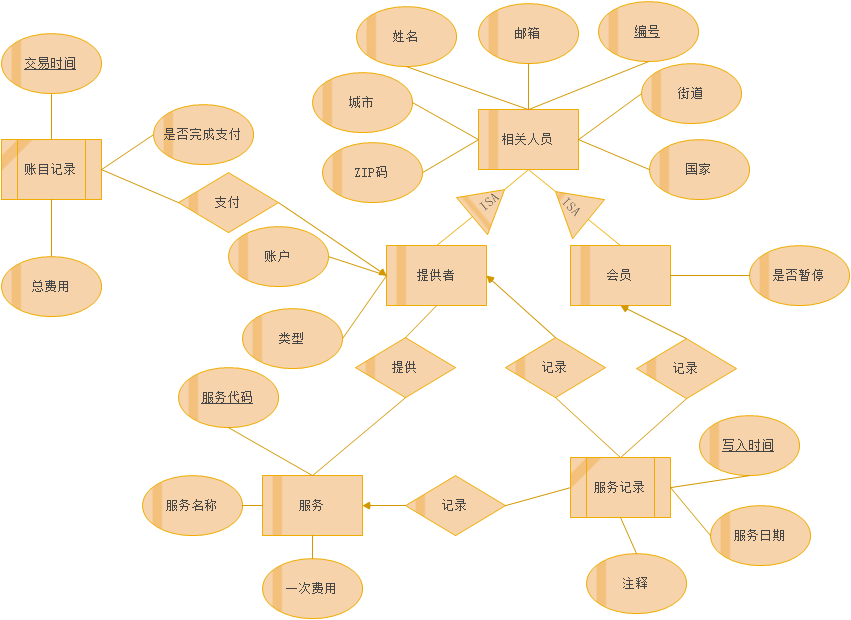 姓名
邮箱
编号
交易时间
城市
街道
是否完成支付
相关人员
账目记录
ZIP码
国家
支付
ISA
ISA
账户
提供者
会员
是否暂停
总费用
类型
提供
记录
记录
服务代码
写入时间
服务记录
服务名称
服务
记录
服务日期
一次费用
注释